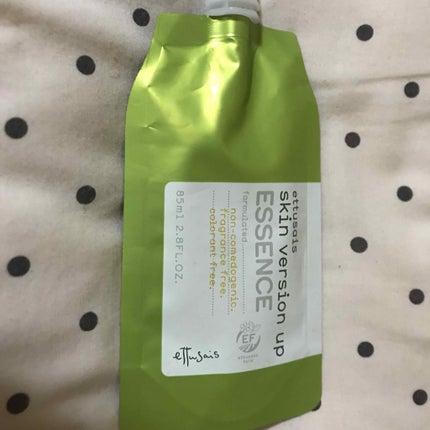 ettusais
skin version up
ESSENCE
formulated
non-comedogenic.
fragrance free.
colorant free.
85ml 2.8FL.OZ.
EF
ettusais